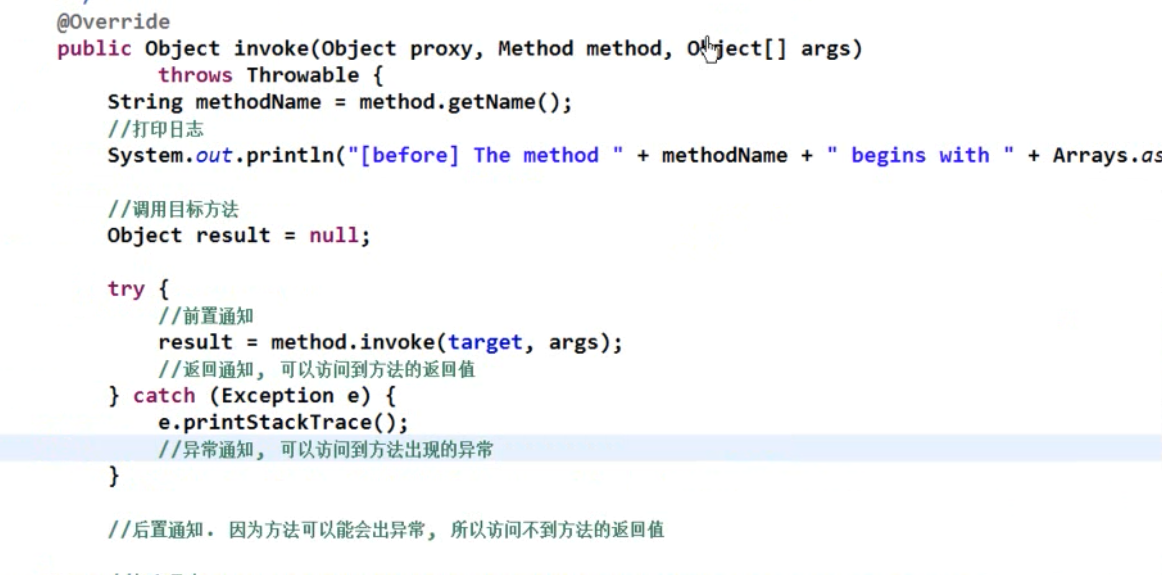 @Override
public Object invoke(Object proxy, Method method, Object[] args)
throws Throwable {
String methodName = method.getName();
//打印日志
System.out.println("[before] The method " + methodName + " begins with " + Arrays.as
//调用目标方法
Object result = null;
try {
//前置通知
result = method.invoke(target, args);
//返回通知, 可以访问到方法的返回值
} catch (Exception e) {
e.printStackTrace();
//异常通知, 可以访问到方法出现的异常
}
//后置通知. 因为方法可以能会出异常, 所以访问不到方法的返回值